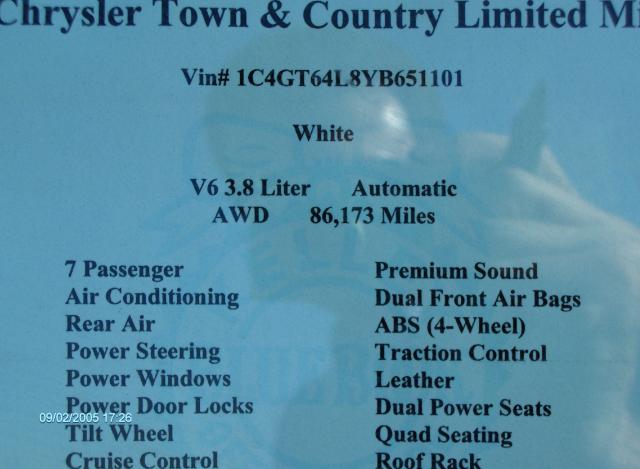 Chrysler Town & Country Limited Mi
Vin# 1C4GT64L8YB651101
White
V6 3.8 Liter Automatic
AWD 86,173 Miles
7 Passenger Premium Sound
Air Conditioning Dual Front Air Bags
Rear Air ABS (4-Wheel)
Power Steering Traction Control
Power Windows Leather
Power Door Locks Dual Power Seats
09/02/2005 17:26
Tilt Wheel Quad Seating
Cruise Control Roof Rack